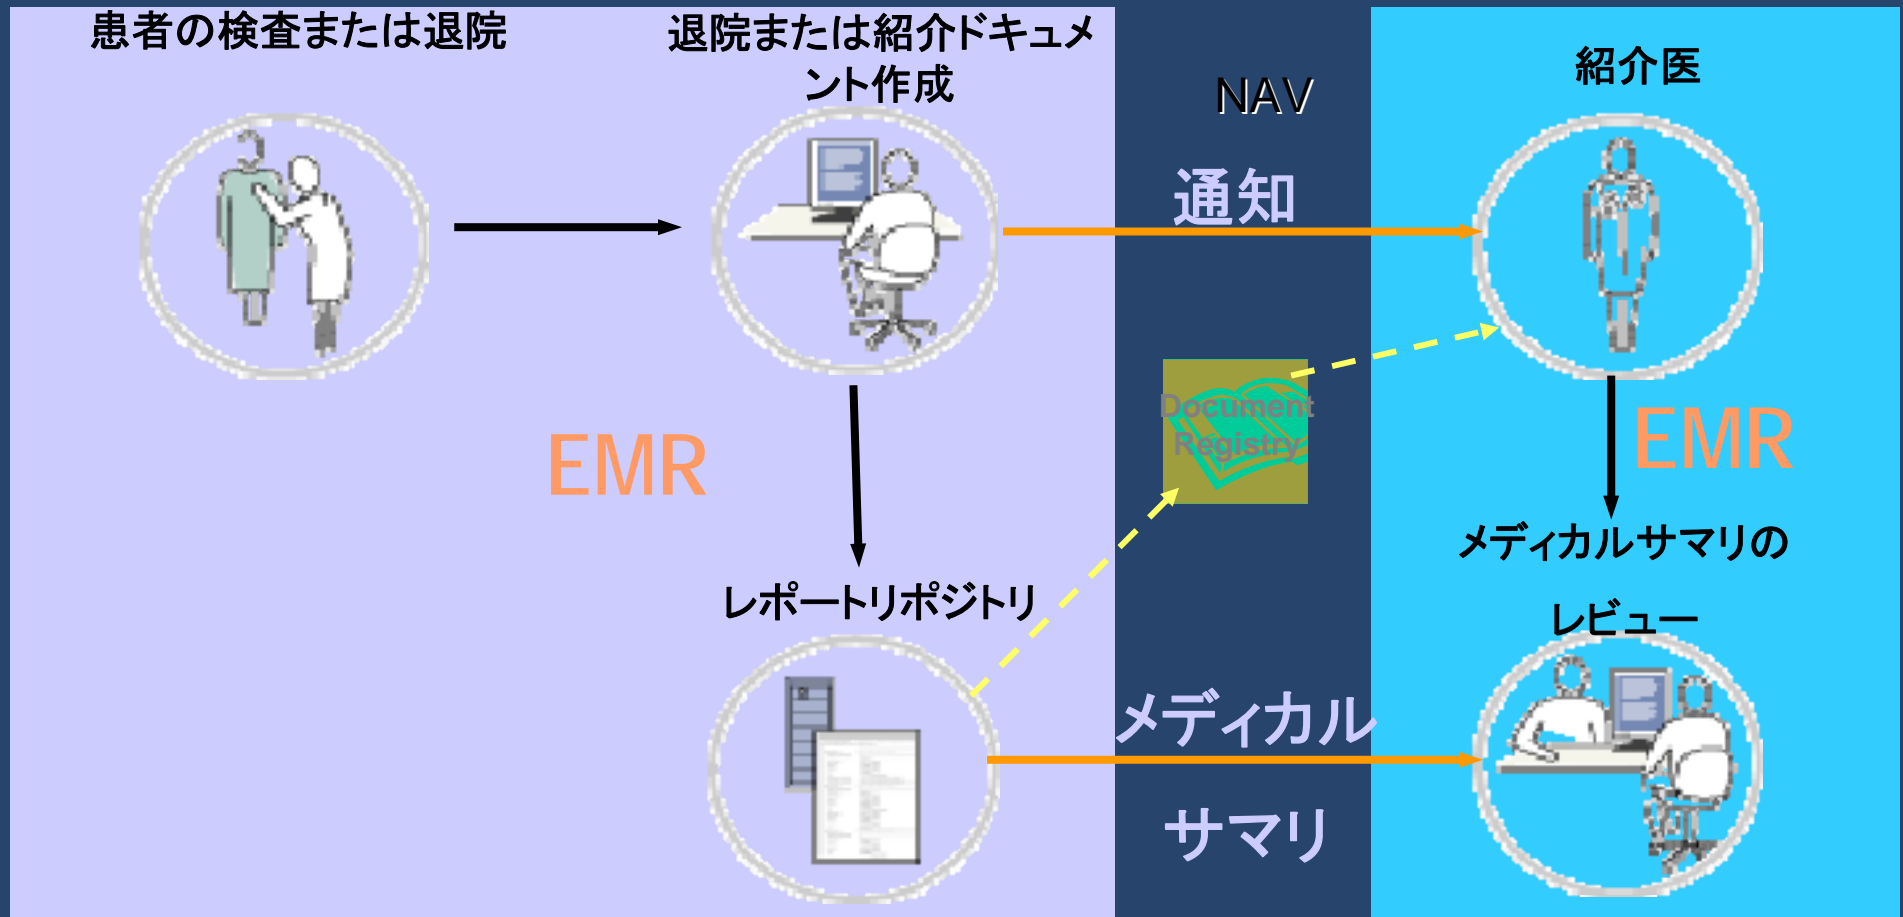 患者の検査または退院
退院または紹介ドキュメ
ント作成
NAV
紹介医
通知
Document
Registry
EMR
EMR
メディカルサマリの
レビュー
レポートリポジトリ
メディカル
サマリ